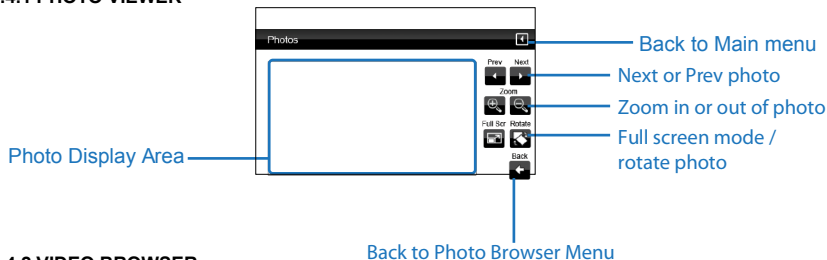 Photos
Back to Main menu
Prev Next
Next or Prev photo
Zoom
Zoom in or out of photo
Full Scr Rotate
Full screen mode /
rotate photo
Photo Display Area
Back
Back to Photo Browser Menu